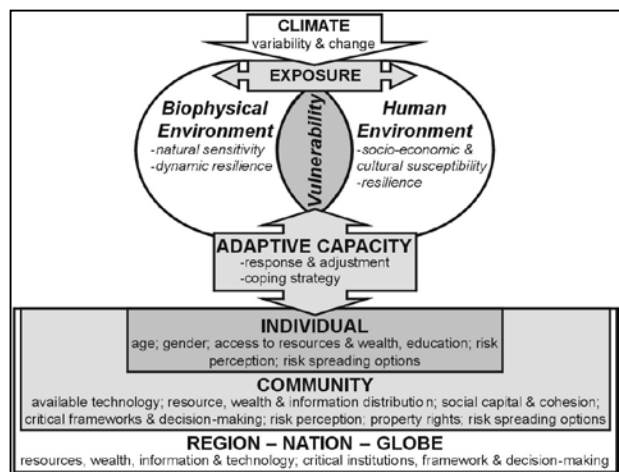 CLIMATE
variability & change
EXPOSURE
Biophysical
Environment
-natural sensitivity
-dynamic resilience
Vulnerability
Human
Environment
-socio-economic &
cultural susceptibility
-resilience
ADAPTIVE CAPACITY
-response & adjustment
-coping strategy
INDIVIDUAL
age; gender; access to resources & wealth, education; risk
perception; risk spreading options
COMMUNITY
available technology; resource, wealth & information distribution; social capital & cohesion;
critical frameworks & decision-making; risk perception; property rights; risk spreading options
REGION – NATION – GLOBE
resources, wealth, information & technology; critical institutions, framework & decision-making